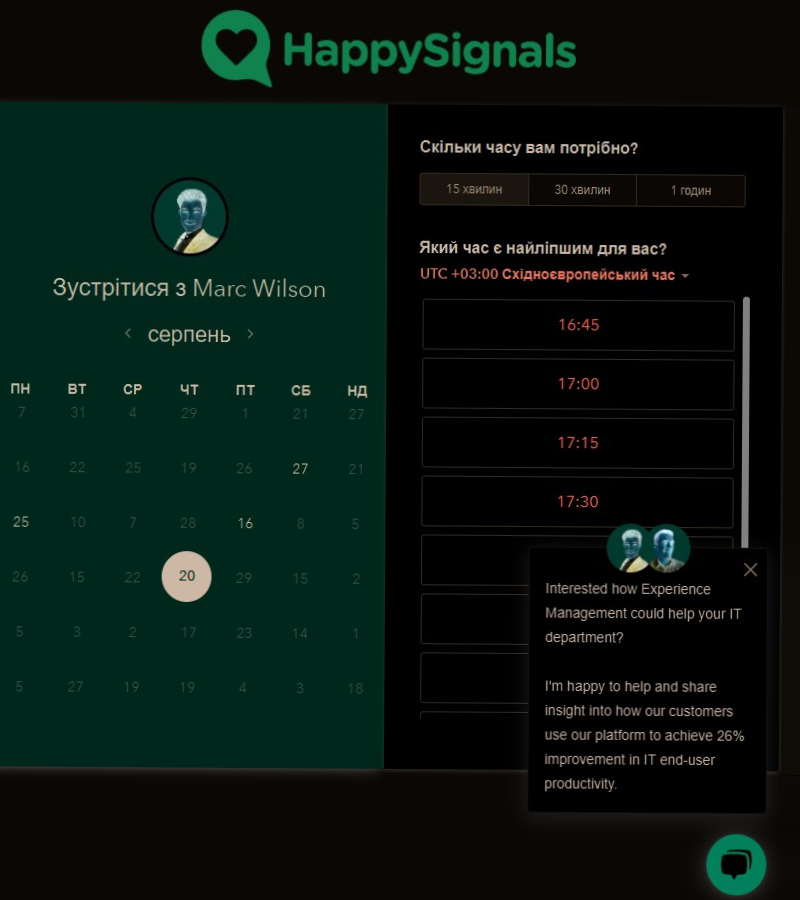 HappySignals
Зустрітися з Marc Wilson
серпень
ПН ВТ СР ЧТ ПТ СБ НД
7 31 4 29 1 21 27
16 22 25 19 26 27 21
25 10 7 28 16 8 5
26 15 22 20 29 15 2
5 3 2 17 23 14 1
5 27 19 19 4 3 18
Скільки часу вам потрібно?
15 хвилин 30 хвилин 1 годин
Який час є найліпшим для вас?
UTC +03:00 Східноєвропейський час
16:45
17:00
17:15
17:30
Interested how Experience
Management could help your IT
department?
I'm happy to help and share
insight into how our customers
use our platform to achieve 26%
improvement in IT end-user
productivity.